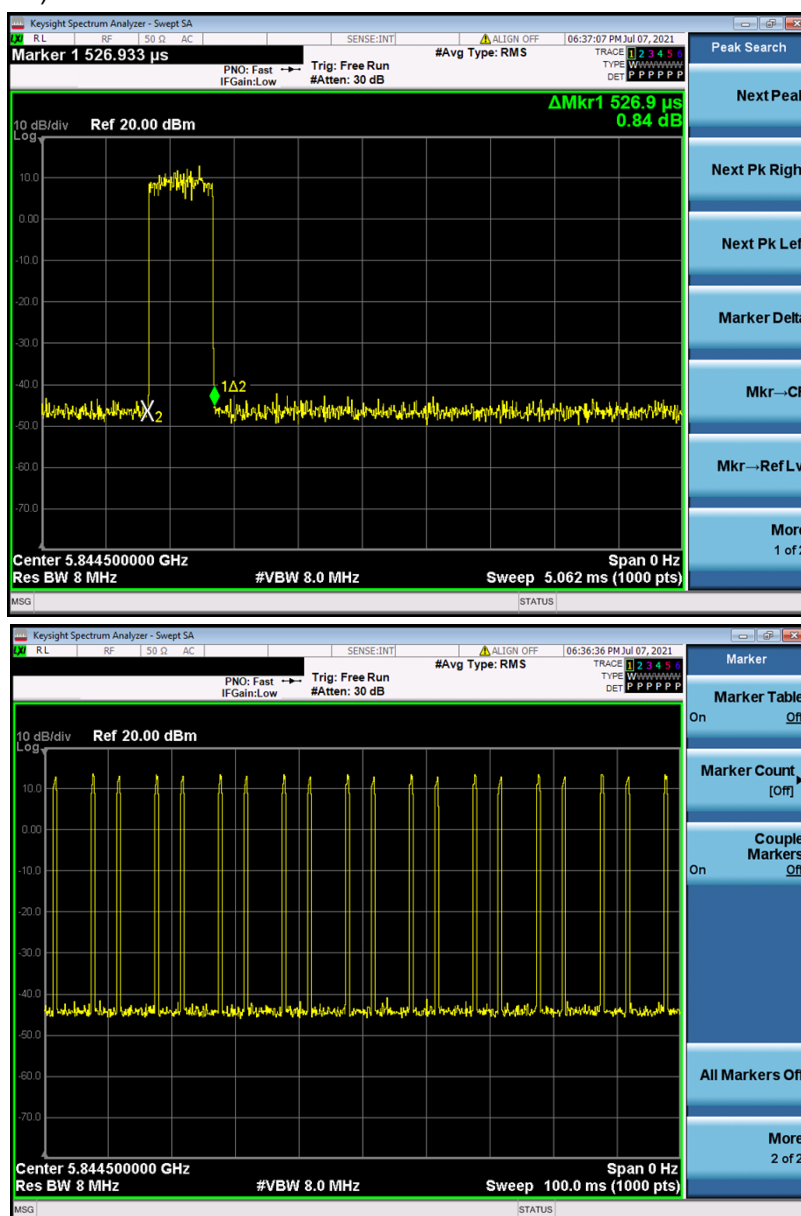 Keysight Spectrum Analyzer - Swept SA
LXI RL RF 50 Ω AC SENSE:INT ALIGN OFF 06:37:07 PM Jul 07, 2021
Marker 1 526.933 μs
PNO: Fast
IFGain:Low
Trig: Free Run
#Atten: 30 dB
#Avg Type: RMS
TRACE 1 2 3 4 5 6
TYPE W
DET P P P P P P
Peak Search
ΔMkr1 526.9 μs
0.84 dB
10 dB/div Ref 20.00 dBm
Log
10.0
0.00
-10.0
-20.0
-30.0
-40.0
-50.0
-60.0
-70.0
1Δ2
X2
Center 5.844500000 GHz
Span 0 Hz
Res BW 8 MHz
#VBW 8.0 MHz
Sweep 5.062 ms (1000 pts)
MSG
STATUS
Next Peak
Next Pk Righ
Next Pk Lef
Marker Delta
Mkr→CF
Mkr→Ref Lv
More
1 of 2
Keysight Spectrum Analyzer - Swept SA
LXI RL RF 50 Ω AC SENSE:INT ALIGN OFF 06:36:36 PM Jul 07, 2021
PNO: Fast
IFGain:Low
Trig: Free Run
#Atten: 30 dB
#Avg Type: RMS
TRACE 1 2 3 4 5 6
TYPE W
DET P P P P P P
Marker
10 dB/div Ref 20.00 dBm
Log
10.0
0.00
-10.0
-20.0
-30.0
-40.0
-50.0
-60.0
-70.0
Center 5.844500000 GHz
Span 0 Hz
Res BW 8 MHz
#VBW 8.0 MHz
Sweep 100.0 ms (1000 pts)
MSG
STATUS
Marker Table
On Off
Marker Count
[Off]
Couple
Markers
On Off
All Markers Off
More
2 of 2